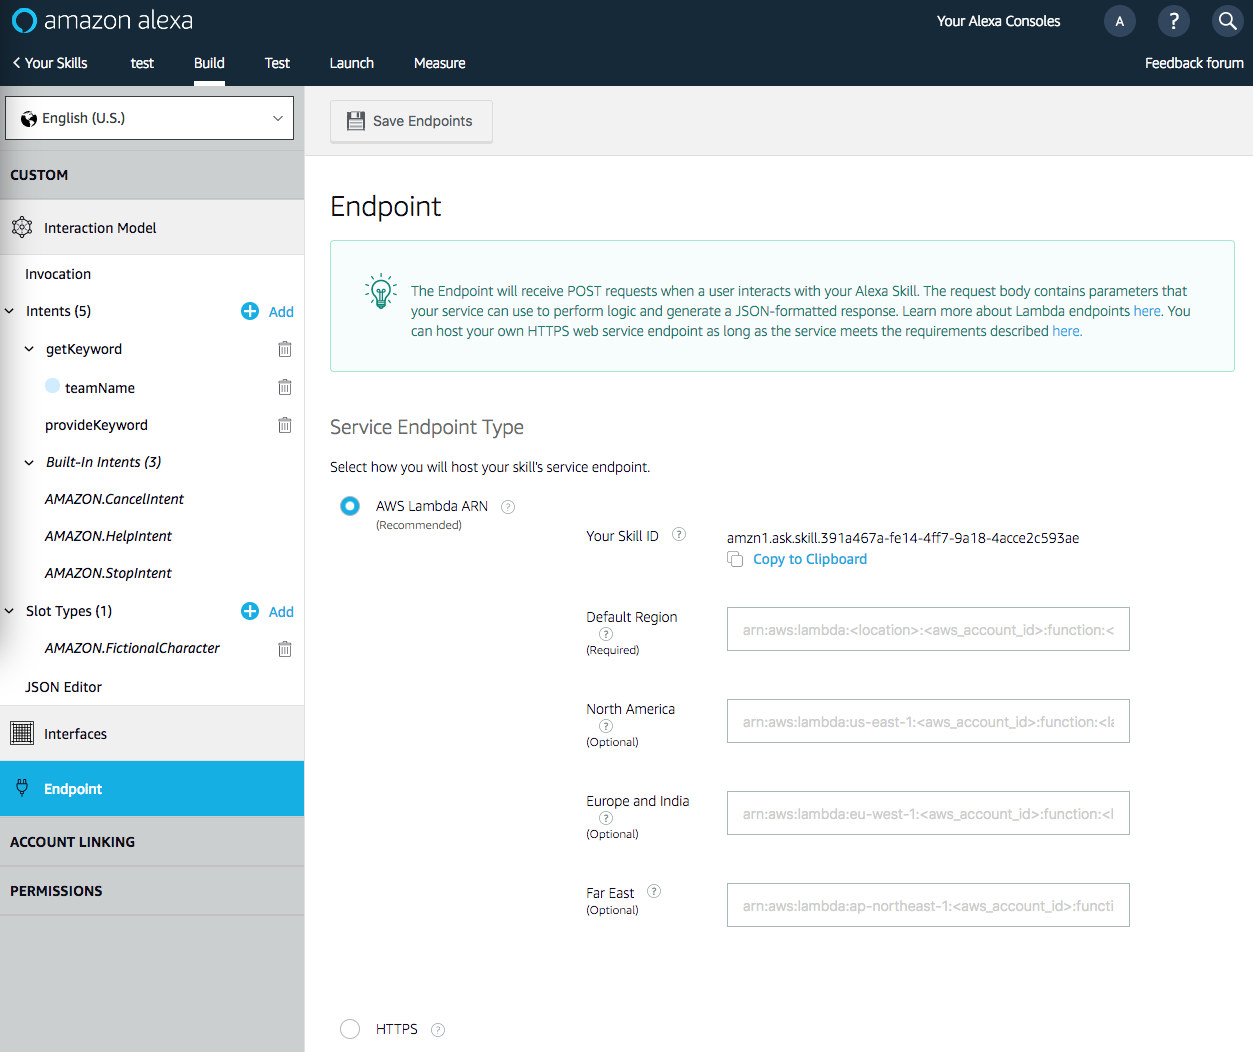 amazon alexa
Your Alexa Consoles
A
?
Your Skills
test
Build
Test
Launch
Measure
Feedback forum
English (U.S.)
Save Endpoints
CUSTOM
Interaction Model
Invocation
Intents (5)
Add
getKeyword
teamName
provideKeyword
Built-In Intents (3)
AMAZON.CancelIntent
AMAZON.HelpIntent
AMAZON.StopIntent
Slot Types (1)
Add
AMAZON.FictionalCharacter
JSON Editor
Interfaces
Endpoint
ACCOUNT LINKING
PERMISSIONS
Endpoint
The Endpoint will receive POST requests when a user interacts with your Alexa Skill. The request body contains parameters that
your service can use to perform logic and generate a JSON-formatted response. Learn more about Lambda endpoints here. You
can host your own HTTPS web service endpoint as long as the service meets the requirements described here.
Service Endpoint Type
Select how you will host your skill's service endpoint.
AWS Lambda ARN ?
(Recommended)
Your Skill ID ?
amzn1.ask.skill.391a467a-fe14-4ff7-9a18-4acce2c593ae
Copy to Clipboard
Default Region
?
(Required)
arn:aws:lambda:<location>:<aws_account_id>:function:<
North America
?
(Optional)
arn:aws:lambda:us-east-1:<aws_account_id>:function:<la
Europe and India
?
(Optional)
arn:aws:lambda:eu-west-1:<aws_account_id>:function:<l
Far East ?
(Optional)
arn:aws:lambda:ap-northeast-1:<aws_account_id>:functi
HTTPS ?